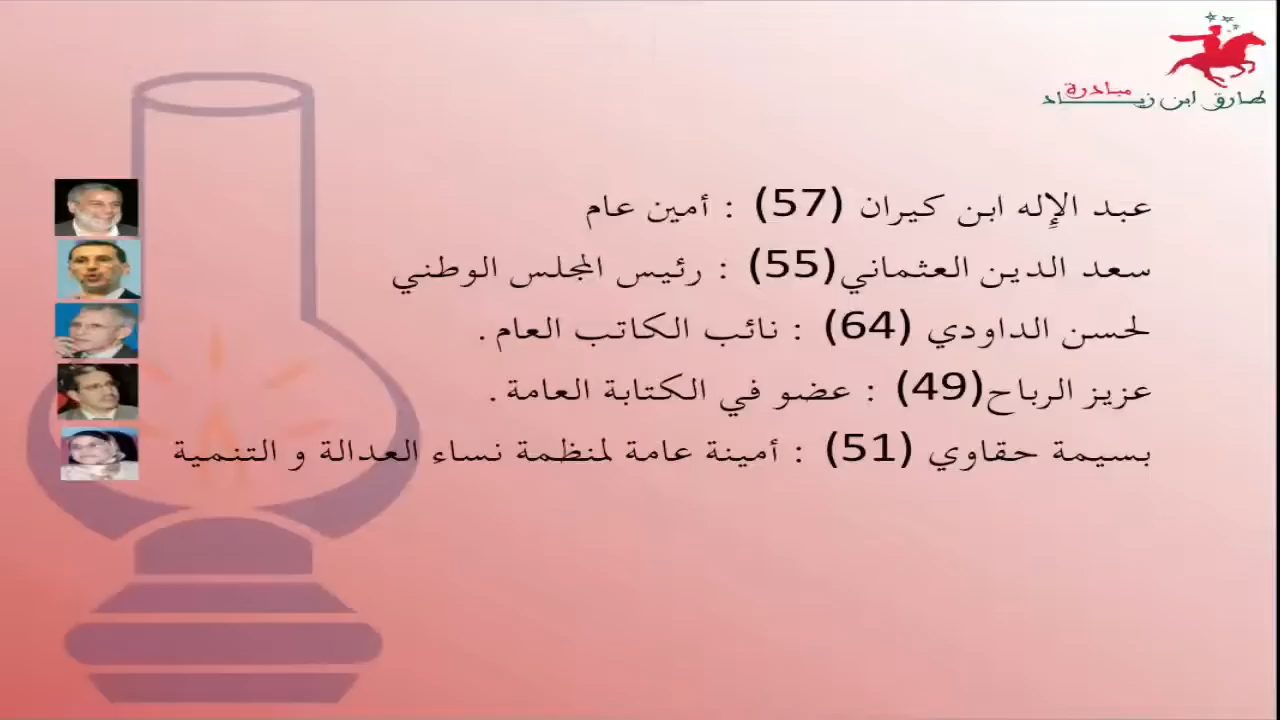 مبادرة
طارق ابن زياد
عبد الإله ابن كيران (57) : أمين عام
سعد الدين العثماني(55) : رئيس المجلس الوطني
لحسن الداودي (64) : نائب الكاتب العام.
عزيز الرباح(49) : عضو في الكتابة العامة.
بسيمة حقاوي (51) : أمينة عامة لمنظمة نساء العدالة و التنمية